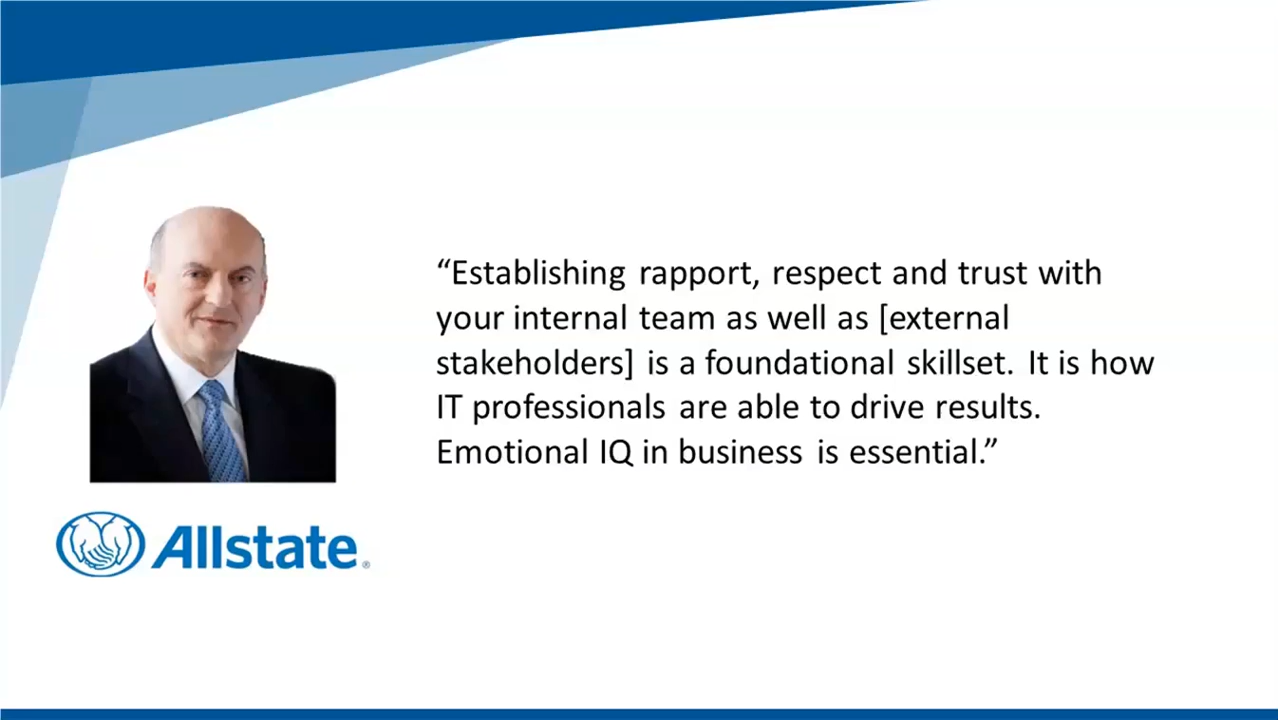 “Establishing rapport, respect and trust with
your internal team as well as [external
stakeholders] is a foundational skillset. It is how
IT professionals are able to drive results.
Emotional IQ in business is essential.”
Allstate®